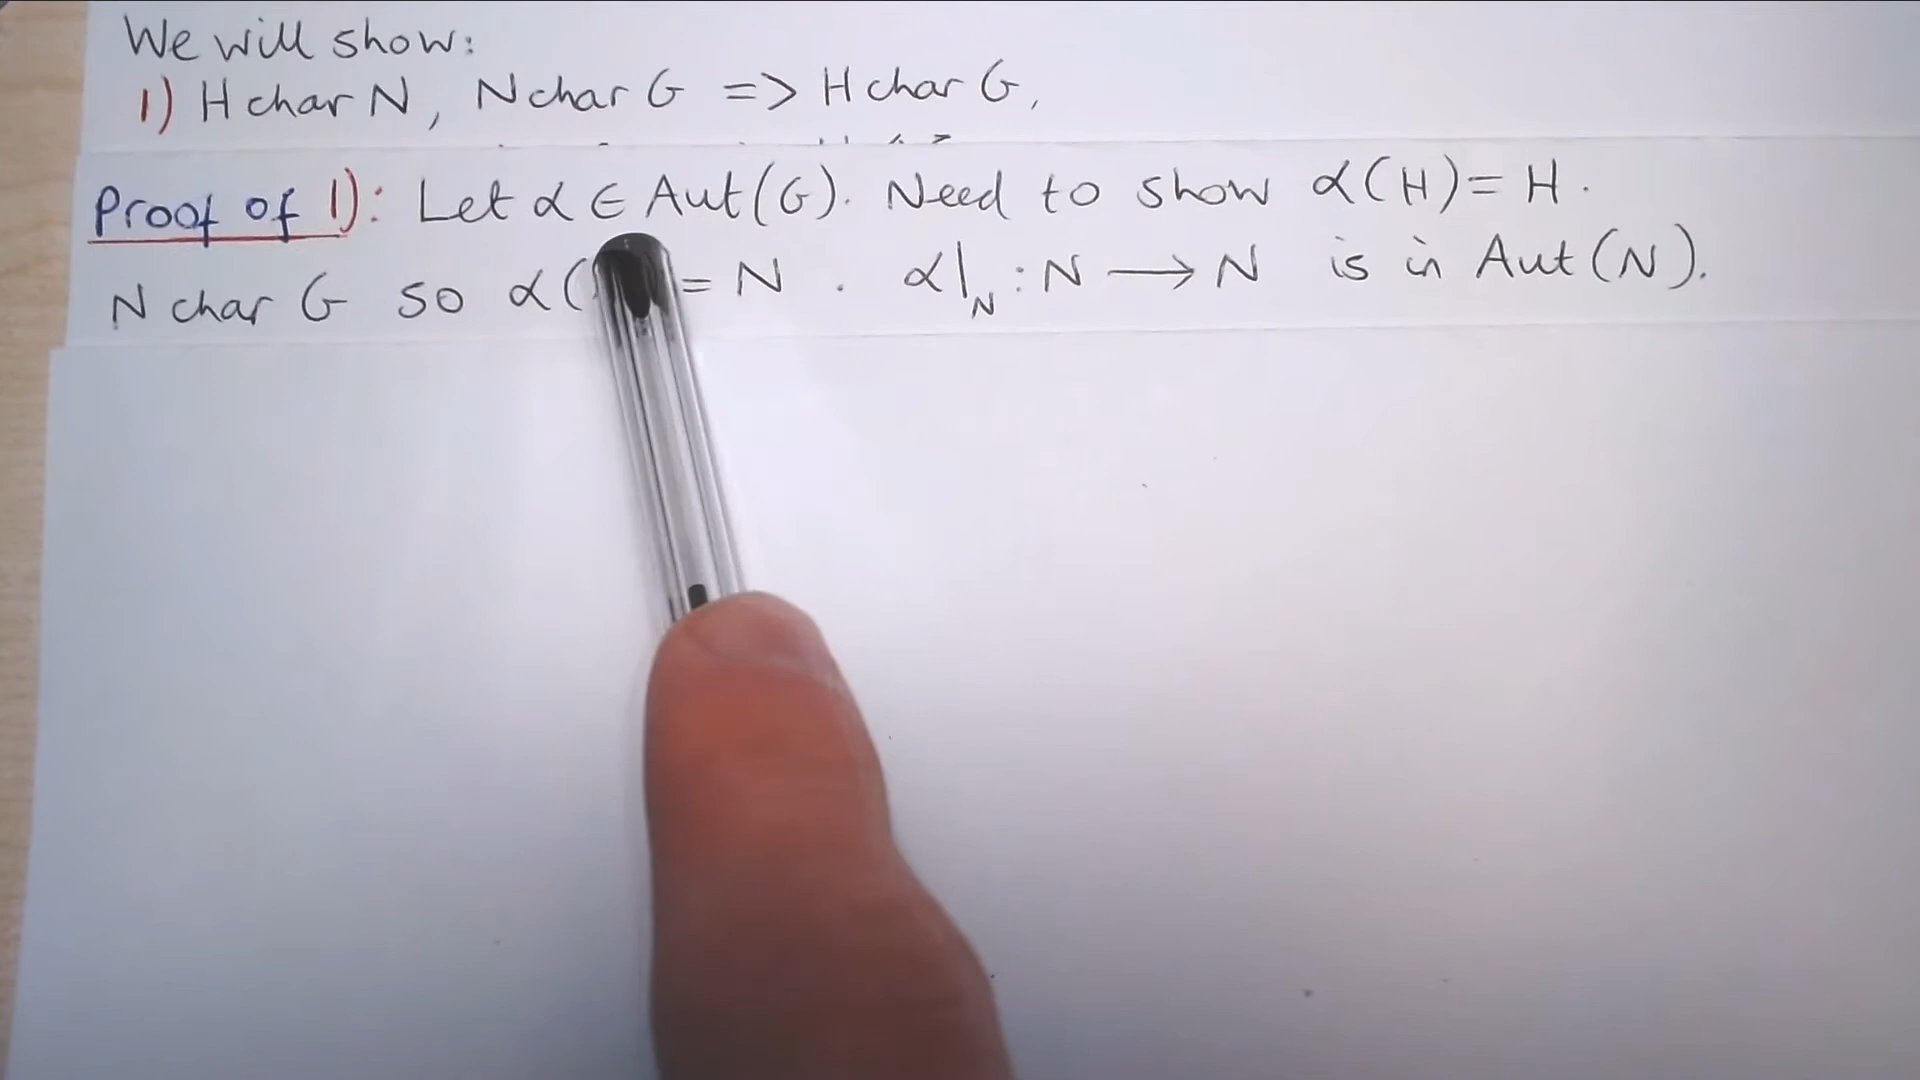 We will show:
1) H char N, N char G => H char G,
Proof of 1): Let α ∈ Aut(G). Need to show α(H) = H.
N char G so α( = N . α|_N : N ⟶ N is in Aut(N).